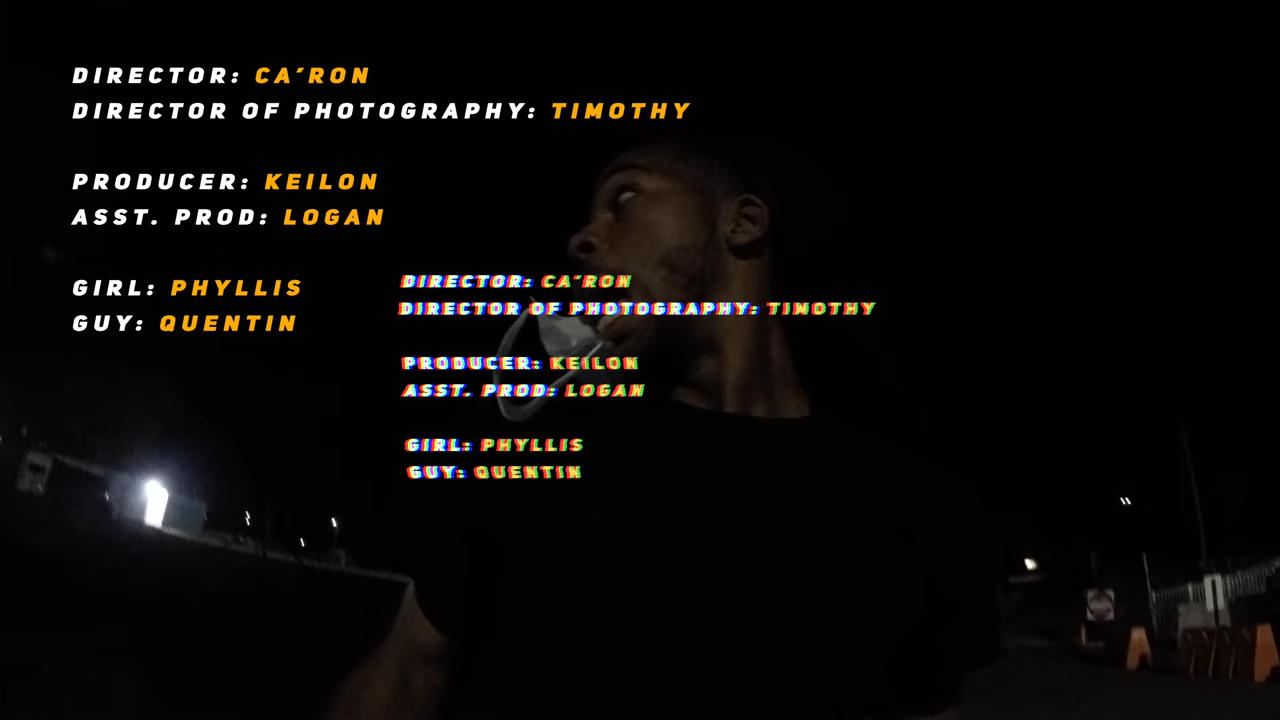 DIRECTOR: CA'RON
DIRECTOR OF PHOTOGRAPHY: TIMOTHY
PRODUCER: KEILON
ASST. PROD: LOGAN
GIRL: PHYLLIS
GUY: QUENTIN
DIRECTOR: CA'RON
DIRECTOR OF PHOTOGRAPHY: TIMOTHY
PRODUCER: KEILON
ASST. PROD: LOGAN
GIRL: PHYLLIS
GUY: QUENTIN